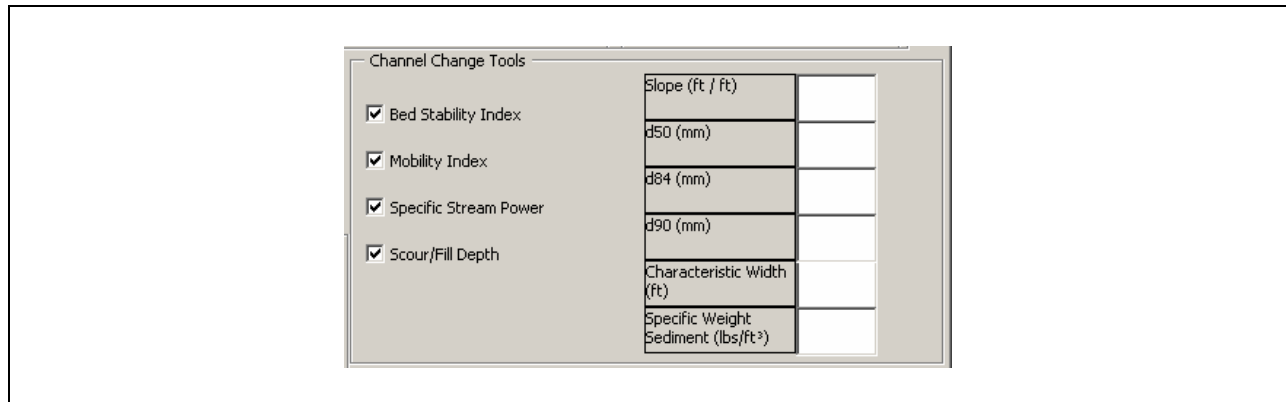 Channel Change Tools
Bed Stability Index
Mobility Index
Specific Stream Power
Scour/Fill Depth
Slope (ft / ft)
d50 (mm)
d84 (mm)
d90 (mm)
Characteristic Width
(ft)
Specific Weight
Sediment (lbs/ft³)